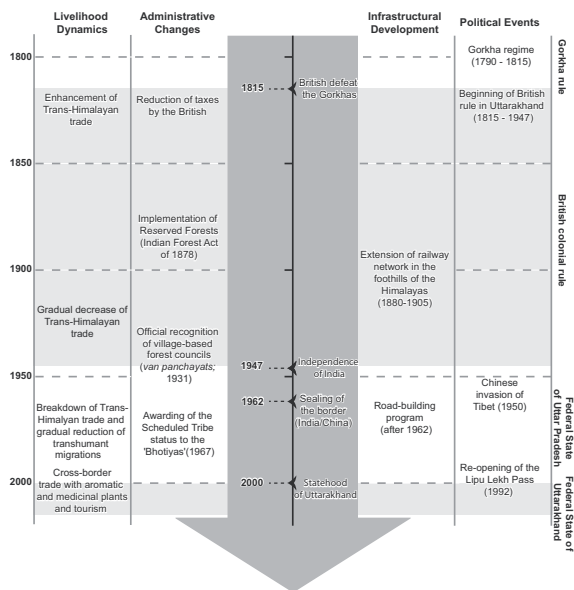 Livelihood
Dynamics
Administrative
Changes
Infrastructural
Development
Political Events
1800
1850
1900
1950
2000
Enhancement of
Trans-Himalayan
trade
Gradual decrease of
Trans-Himalayan
trade
Breakdown of Trans-
Himalyan trade and
gradual reduction of
transhumant
migrations
Cross-border
trade with aromatic
and medicinal plants
and tourism
Reduction of taxes
by the British
Implementation of
Reserved Forests
(Indian Forest Act
of 1878)
Official recognition
of village-based
forest councils
(van panchayats;
1931)
Awarding of the
Scheduled Tribe
status to the
'Bhotiyas'(1967)
1815
British defeat
the Gorkhas
1947
Independence
of India
1962
Sealing of
the border
(India/China)
2000
Statehood
of Uttarakhand
Extension of railway
network in the
foothills of the
Himalayas
(1880-1905)
Road-building
program
(after 1962)
Gorkha regime
(1790 - 1815)
Beginning of British
rule in Uttarakhand
(1815 - 1947)
Chinese
invasion of
Tibet (1950)
Re-opening of the
Lipu Lekh Pass
(1992)
Gorkha rule
British colonial rule
Federal State
of Uttar Pradesh
Federal State of
Uttarakhand